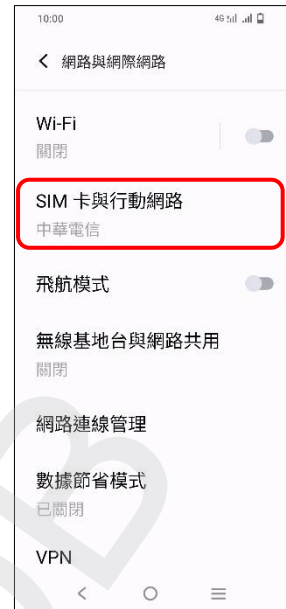 10:00
4G
網路與網際網路
Wi-Fi
關閉
SIM 卡與行動網路
中華電信
飛航模式
無線基地台與網路共用
關閉
網路連線管理
數據節省模式
已關閉
VPN